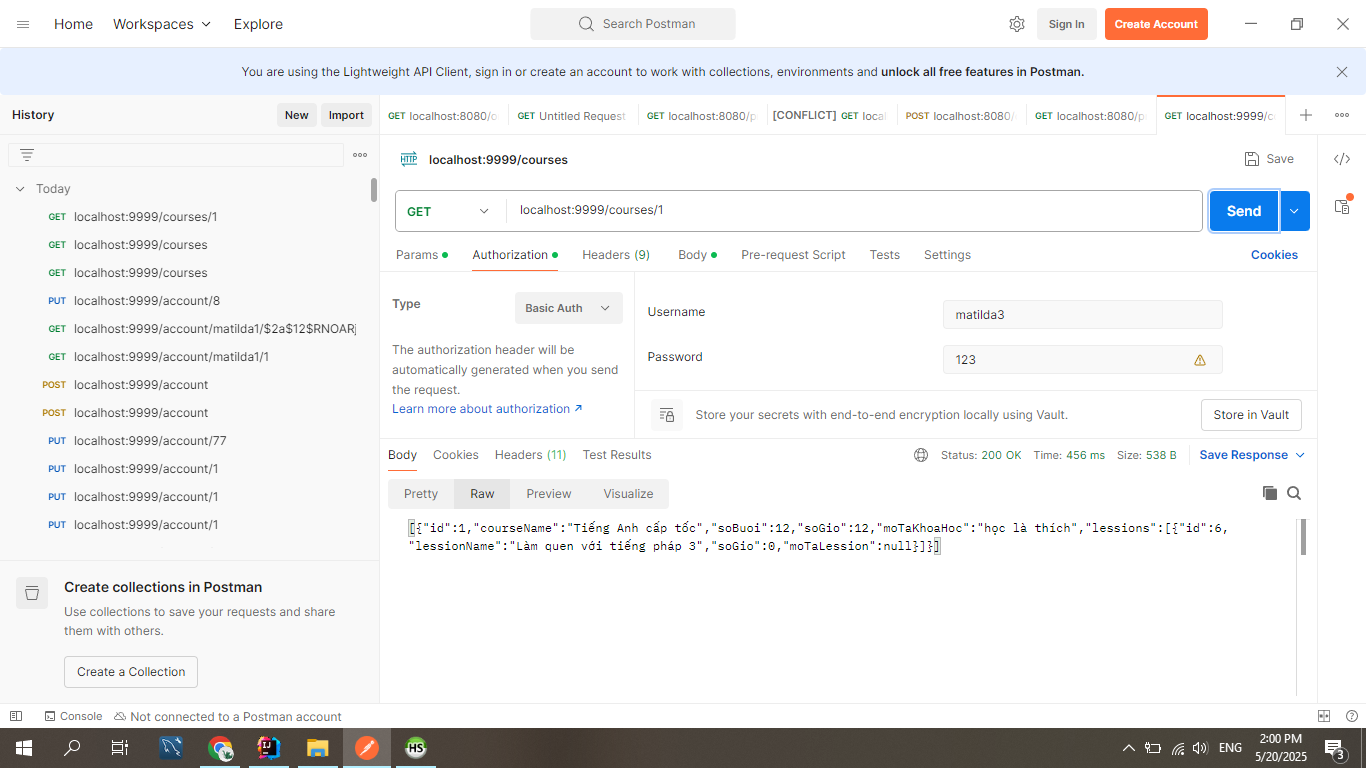 Home Workspaces Explore Search Postman Sign In Create Account
You are using the Lightweight API Client, sign in or create an account to work with collections, environments and unlock all free features in Postman.
History New Import
GET localhost:8080/o GET Untitled Request GET localhost:8080/p [CONFLICT] GET local POST localhost:8080/ GET localhost:8080/p GET localhost:9999/c
Today
GET localhost:9999/courses/1
GET localhost:9999/courses
GET localhost:9999/courses
PUT localhost:9999/account/8
GET localhost:9999/account/matilda1/$2a$12$RNOARj
GET localhost:9999/account/matilda1/1
POST localhost:9999/account
POST localhost:9999/account
PUT localhost:9999/account/77
PUT localhost:9999/account/1
PUT localhost:9999/account/1
PUT localhost:9999/account/1
Create collections in Postman
Use collections to save your requests and share
them with others.
Create a Collection
HTTP localhost:9999/courses Save
GET localhost:9999/courses/1 Send
Params Authorization Headers (9) Body Pre-request Script Tests Settings Cookies
Type Basic Auth
The authorization header will be
automatically generated when you send
the request.
Learn more about authorization ↗
Username matilda3
Password 123
Store your secrets with end-to-end encryption locally using Vault. Store in Vault
Body Cookies Headers (11) Test Results Status: 200 OK Time: 456 ms Size: 538 B Save Response
Pretty Raw Preview Visualize
[{"id":1,"courseName":"Tiếng Anh cấp tốc","soBuoi":12,"soGio":12,"moTaKhoaHoc":"học là thích","lessions":[{"id":6,
"lessionName":"Làm quen với tiếng pháp 3","soGio":0,"moTaLession":null}]}]
Console Not connected to a Postman account
HS ENG 2:00 PM
5/20/2025 3